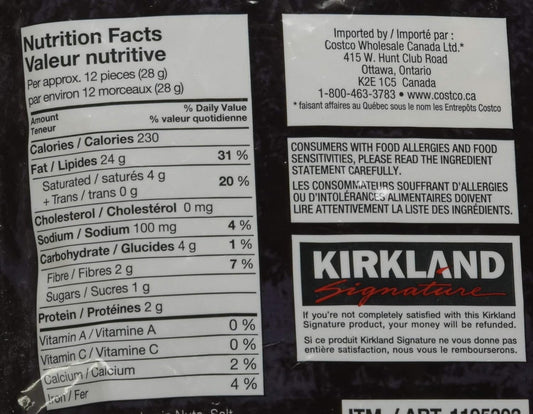 Nutrition Facts
Valeur nutritive
Per approx. 12 pieces (28 g)
par environ 12 morceaux (28 g)
Amount % Daily Value
Teneur % valeur quotidienne
Calories / Calories 230
Fat / Lipides 24 g 31 %
Saturated / saturés 4 g 20 %
+ Trans / trans 0 g
Cholesterol / Cholestérol 0 mg
Sodium / Sodium 100 mg 4 %
Carbohydrate / Glucides 4 g 1 %
Fibre / Fibres 2 g 7 %
Sugars / Sucres 1 g
Protein / Protéines 2 g
Vitamin A / Vitamine A 0 %
Vitamin C / Vitamine C 0 %
Calcium / Calcium 2 %
Iron / Fer 4 %
Nuts, Salt
Imported by / Importé par :
Costco Wholesale Canada Ltd.*
415 W. Hunt Club Road
Ottawa, Ontario
K2E 1C5 Canada
1-800-463-3783 • www.costco.ca
* faisant affaires au Québec sous le nom les Entrepôts Costco
CONSUMERS WITH FOOD ALLERGIES AND FOOD
SENSITIVITIES, PLEASE READ THE INGREDIENT
STATEMENT CAREFULLY.
LES CONSOMMATEURS SOUFFRANT D'ALLERGIES
OU D'INTOLÉRANCES ALIMENTAIRES DOIVENT
LIRE ATTENTIVEMENT LA LISTE DES INGRÉDIENTS.
KIRKLAND
Signature
If you're not completely satisfied with this Kirkland
Signature product, your money will be refunded.
Si ce produit Kirkland Signature ne vous donne pas
entière satisfaction, nous vous le rembourserons.
ITM. / ART.